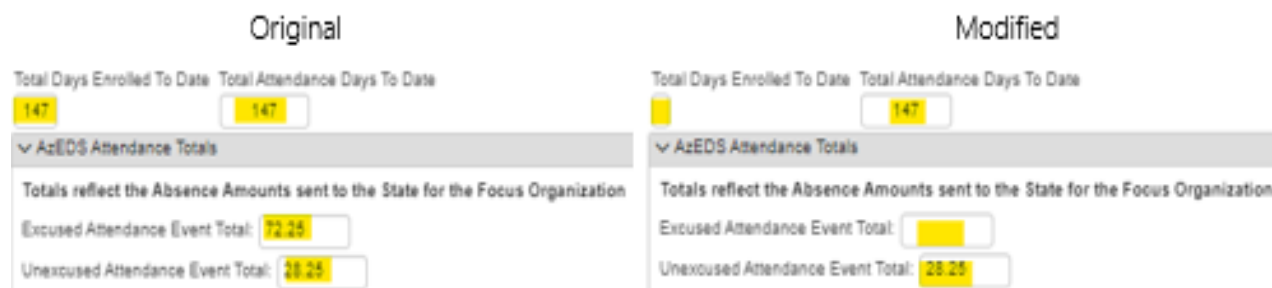 Original
Total Days Enrolled To Date Total Attendance Days To Date
147 147
AzEDS Attendance Totals
Totals reflect the Absence Amounts sent to the State for the Focus Organization
Excused Attendance Event Total: 72.25
Unexcused Attendance Event Total: 28.25
Modified
Total Days Enrolled To Date Total Attendance Days To Date
147
AzEDS Attendance Totals
Totals reflect the Absence Amounts sent to the State for the Focus Organization
Excused Attendance Event Total:
Unexcused Attendance Event Total: 28.25